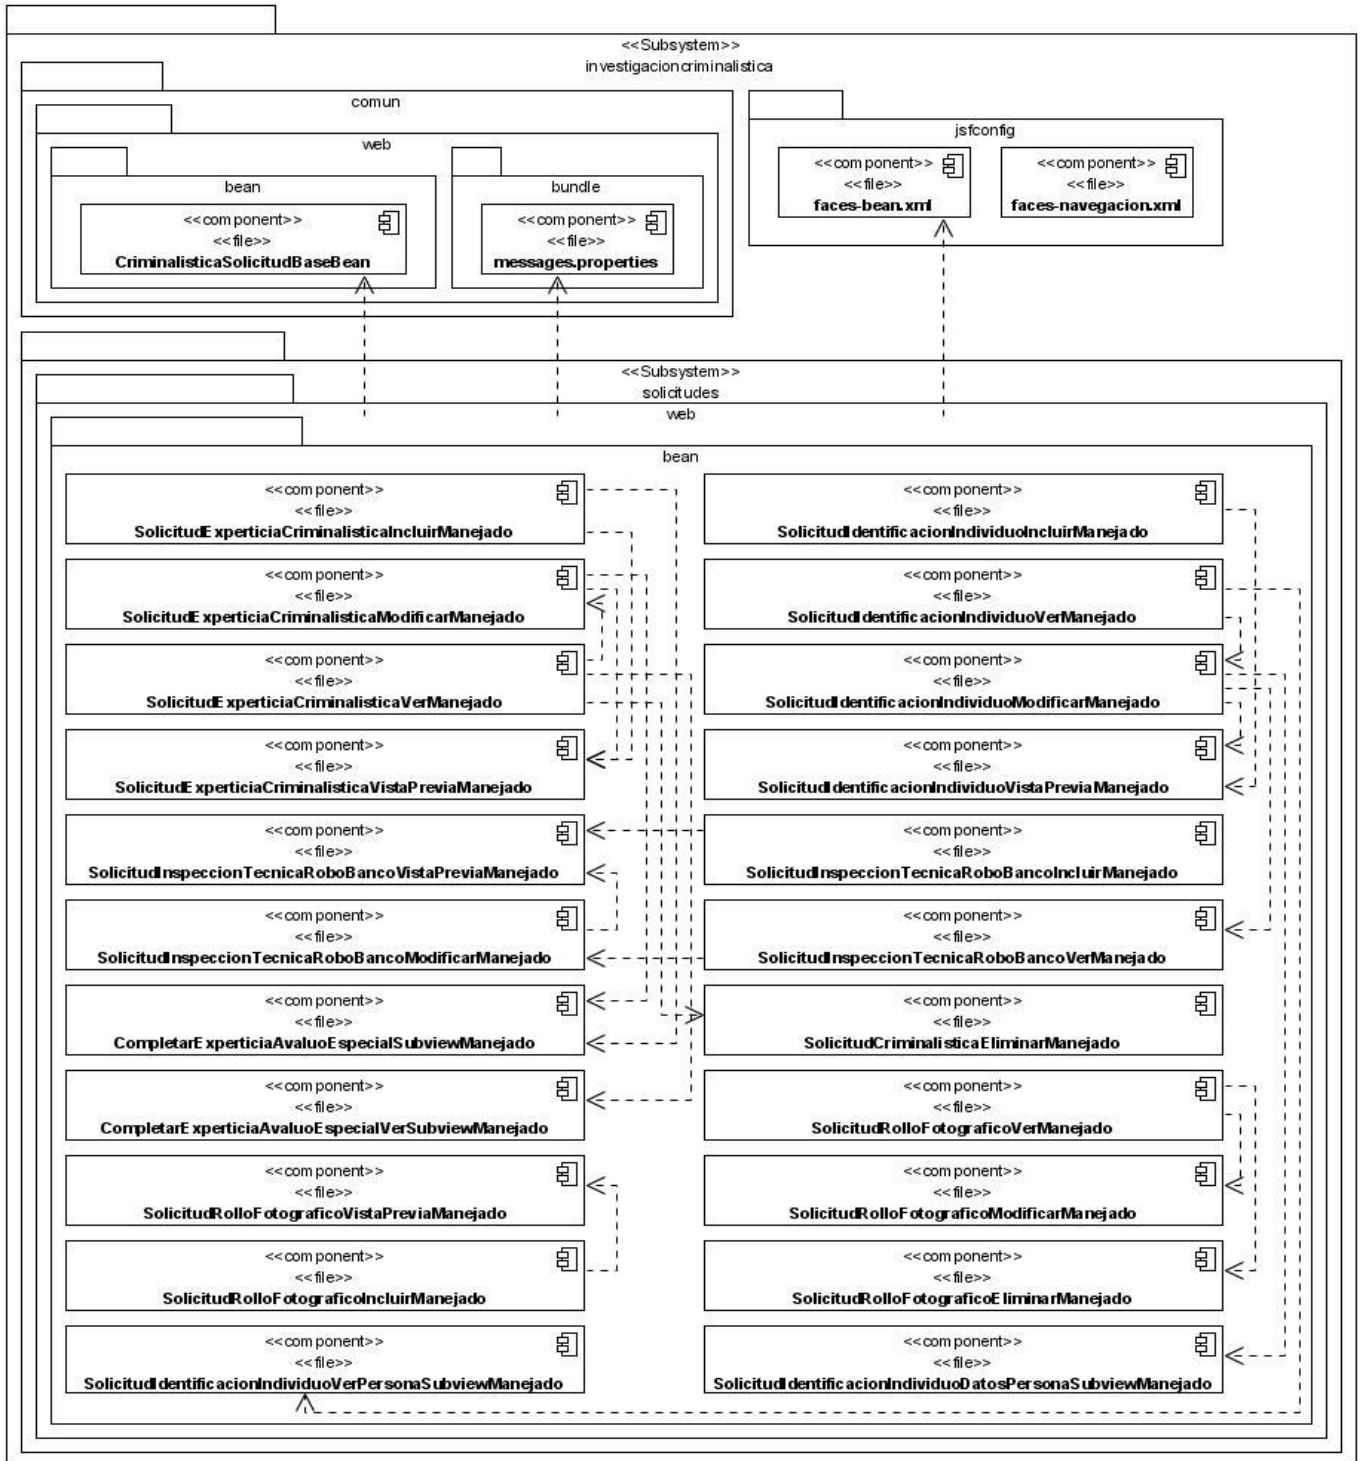 <<Subsystem>>
investigacioncriminalistica
comun
web
bean
<<component>>
<<file>>
CriminalisticaSolicitudBaseBean
bundle
<<component>>
<<file>>
messages.properties
jsfconfig
<<component>>
<<file>>
faces-bean.xml
<<component>>
<<file>>
faces-navegacion.xml
<<Subsystem>>
solicitudes
web
bean
<<component>>
<<file>>
SolicitudExperticiaCriminalisticaIncluirManejado
<<component>>
<<file>>
SolicitudIdentificacionIndividuoIncluirManejado
<<component>>
<<file>>
SolicitudExperticiaCriminalisticaModificarManejado
<<component>>
<<file>>
SolicitudIdentificacionIndividuoVerManejado
<<component>>
<<file>>
SolicitudExperticiaCriminalisticaVerManejado
<<component>>
<<file>>
SolicitudIdentificacionIndividuoModificarManejado
<<component>>
<<file>>
SolicitudExperticiaCriminalisticaVistaPreviaManejado
<<component>>
<<file>>
SolicitudIdentificacionIndividuoVistaPreviaManejado
<<component>>
<<file>>
SolicitudInspeccionTecnicaRoboBancoVistaPreviaManejado
<<component>>
<<file>>
SolicitudInspeccionTecnicaRoboBancoIncluirManejado
<<component>>
<<file>>
SolicitudInspeccionTecnicaRoboBancoModificarManejado
<<component>>
<<file>>
SolicitudInspeccionTecnicaRoboBancoVerManejado
<<component>>
<<file>>
CompletarExperticiaAvaluoEspecialSubviewManejado
<<component>>
<<file>>
SolicitudCriminalisticaEliminarManejado
<<component>>
<<file>>
CompletarExperticiaAvaluoEspecialVerSubviewManejado
<<component>>
<<file>>
SolicitudRolloFotograficoVerManejado
<<component>>
<<file>>
SolicitudRolloFotograficoVistaPreviaManejado
<<component>>
<<file>>
SolicitudRolloFotograficoModificarManejado
<<component>>
<<file>>
SolicitudRolloFotograficoIncluirManejado
<<component>>
<<file>>
SolicitudRolloFotograficoEliminarManejado
<<component>>
<<file>>
SolicitudIdentificacionIndividuoVerPersonaSubviewManejado
<<component>>
<<file>>
SolicitudIdentificacionIndividuoDatosPersonaSubviewManejado